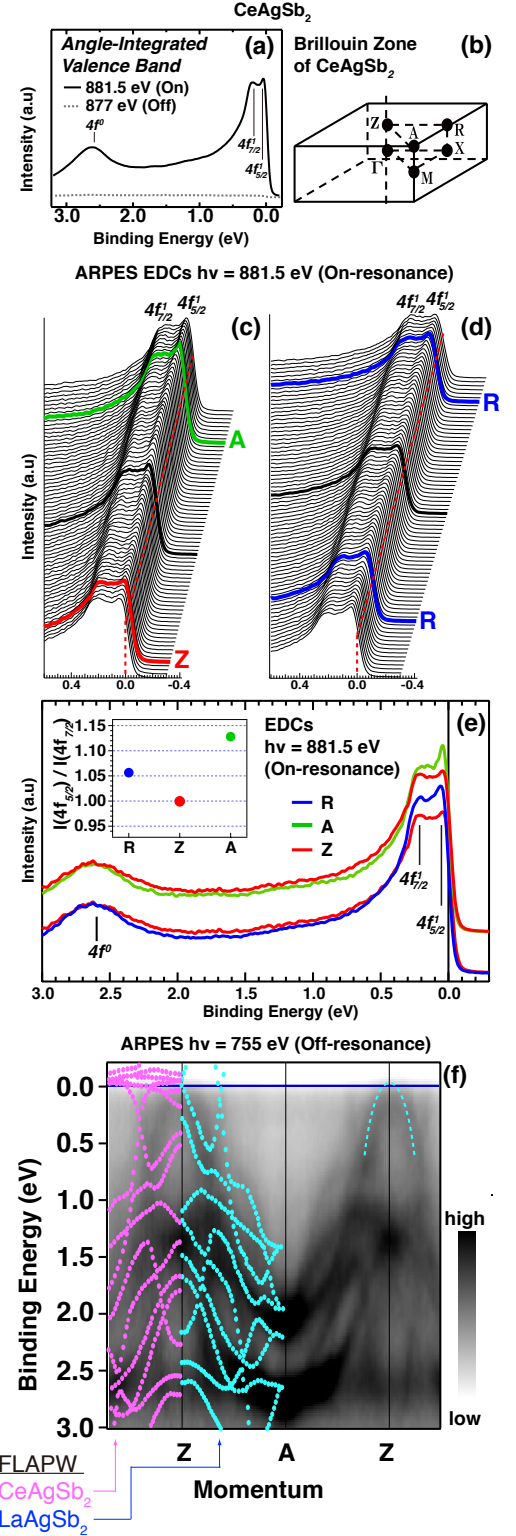 CeAgSb2
Angle-Integrated
Valence Band
(a)
881.5 eV (On)
877 eV (Off)
4f0
4f17/2
4f15/2
Intensity (a.u)
3.0 2.0 1.0 0.0
Binding Energy (eV)
Brillouin Zone
of CeAgSb2
(b)
Z
A
R
Γ
X
M
ARPES EDCs hv = 881.5 eV (On-resonance)
4f17/2
4f15/2
(c)
A
Z
Intensity (a.u)
0.4 0.0 -0.4
4f17/2
4f15/2
(d)
R
R
0.4 0.0 -0.4
(e)
EDCs
hv = 881.5 eV
(On-resonance)
R
A
Z
I(4f5/2) / I(4f7/2)
1.15
1.10
1.05
1.00
0.95
R Z A
4f17/2
4f15/2
4f0
Intensity (a.u)
3.0 2.5 2.0 1.5 1.0 0.5 0.0
Binding Energy (eV)
ARPES hv = 755 eV (Off-resonance)
(f)
0.0
0.5
1.0
1.5
2.0
2.5
3.0
Binding Energy (eV)
high
low
Z A Z
Momentum
FLAPW
CeAgSb2
LaAgSb2